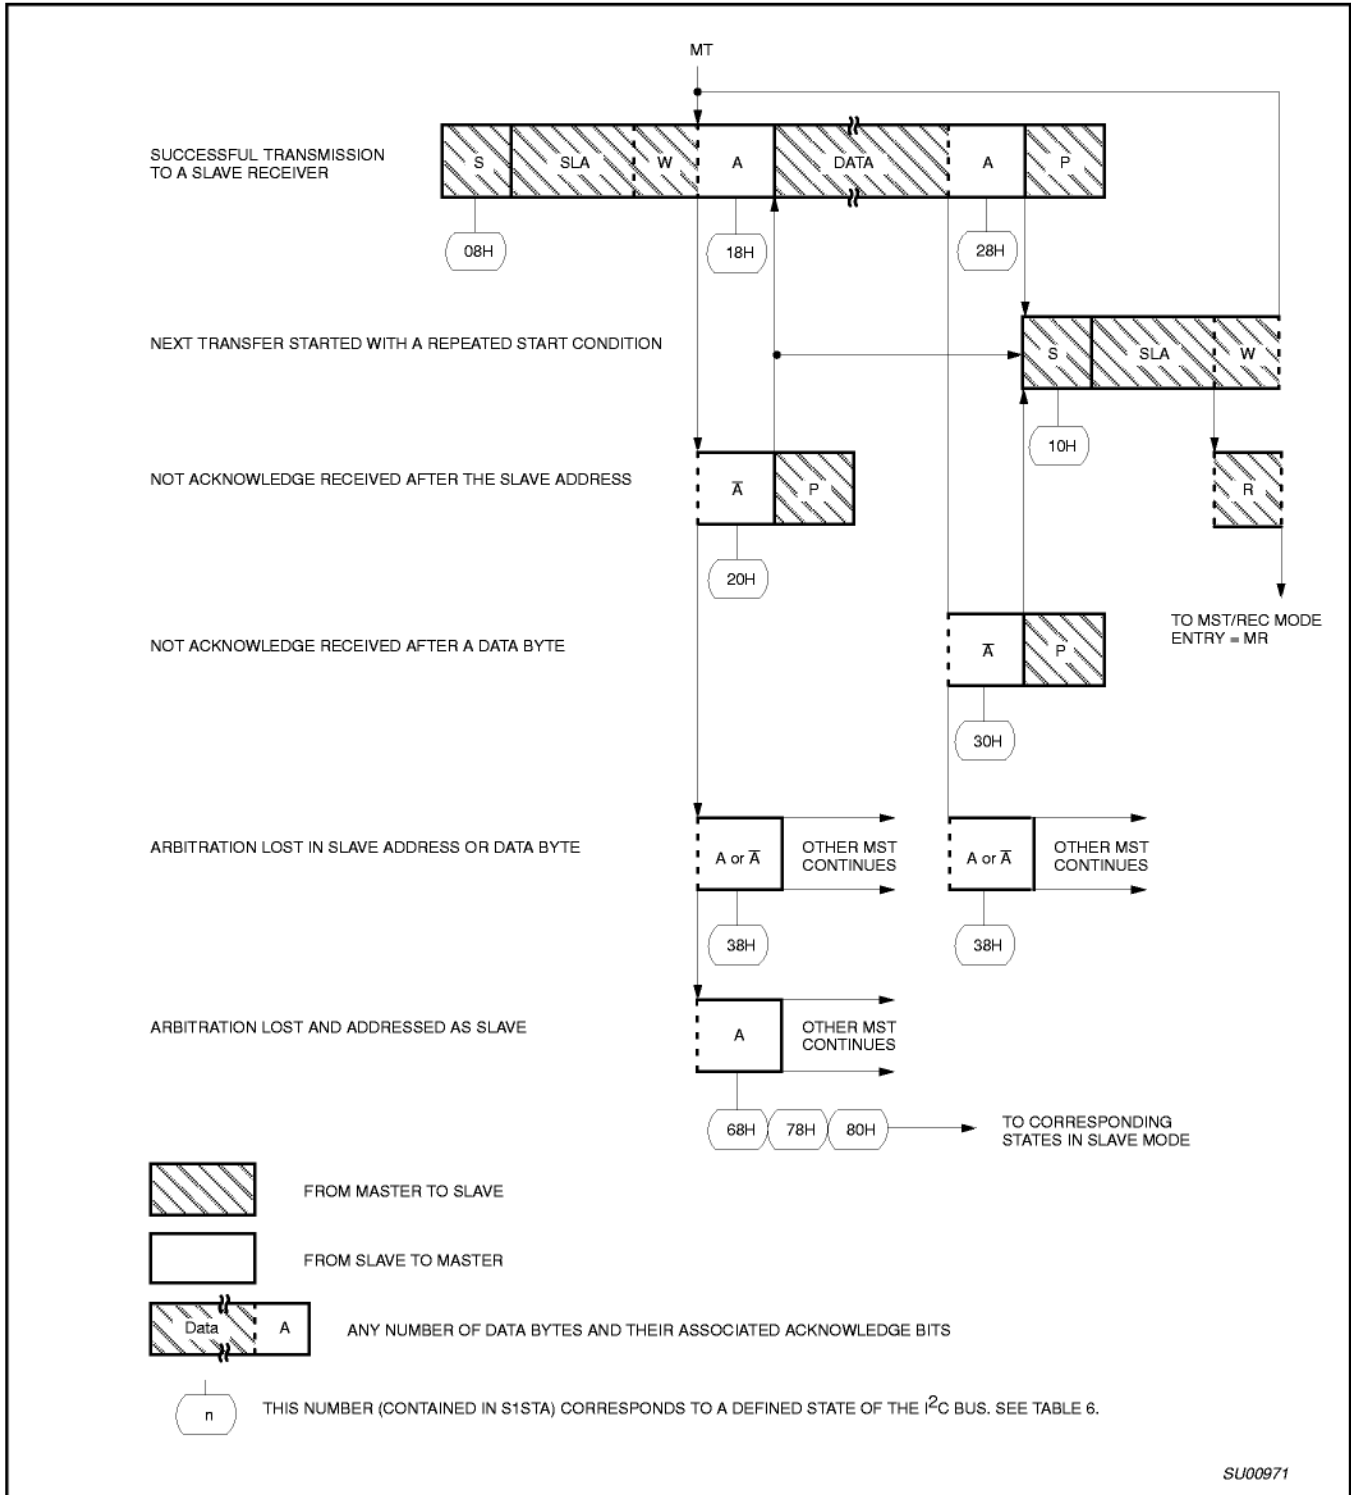 MT
SUCCESSFUL TRANSMISSION
TO A SLAVE RECEIVER
S
SLA
W
A
DATA
A
P
08H
18H
28H
NEXT TRANSFER STARTED WITH A REPEATED START CONDITION
S
SLA
W
10H
NOT ACKNOWLEDGE RECEIVED AFTER THE SLAVE ADDRESS
A̅
P
R
20H
TO MST/REC MODE
ENTRY = MR
NOT ACKNOWLEDGE RECEIVED AFTER A DATA BYTE
A̅
P
30H
ARBITRATION LOST IN SLAVE ADDRESS OR DATA BYTE
A or A̅
OTHER MST
CONTINUES
A or A̅
OTHER MST
CONTINUES
38H
38H
ARBITRATION LOST AND ADDRESSED AS SLAVE
A
OTHER MST
CONTINUES
68H
78H
80H
TO CORRESPONDING
STATES IN SLAVE MODE
FROM MASTER TO SLAVE
FROM SLAVE TO MASTER
Data
A
ANY NUMBER OF DATA BYTES AND THEIR ASSOCIATED ACKNOWLEDGE BITS
n
THIS NUMBER (CONTAINED IN S1STA) CORRESPONDS TO A DEFINED STATE OF THE I²C BUS. SEE TABLE 6.
SU00971